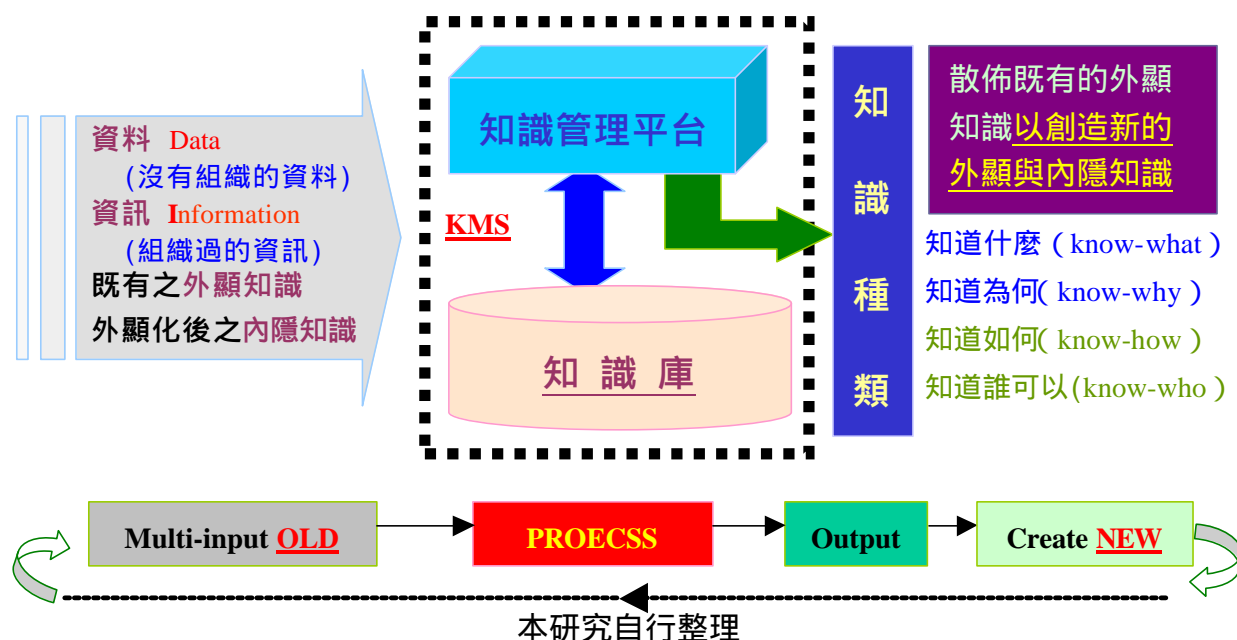 資料 Data
(沒有組織的資料)
資訊 Information
(組織過的資訊)
既有之外顯知識
外顯化後之內隱知識
知識管理平台
KMS
知 識 庫
知
識
種
類
散佈既有的外顯
知識以創造新的
外顯與內隱知識
知道什麼 ( know-what )
知道為何( know-why )
知道如何( know-how )
知道誰可以(know-who )
Multi-input OLD
PROECSS
Output
Create NEW
本研究自行整理